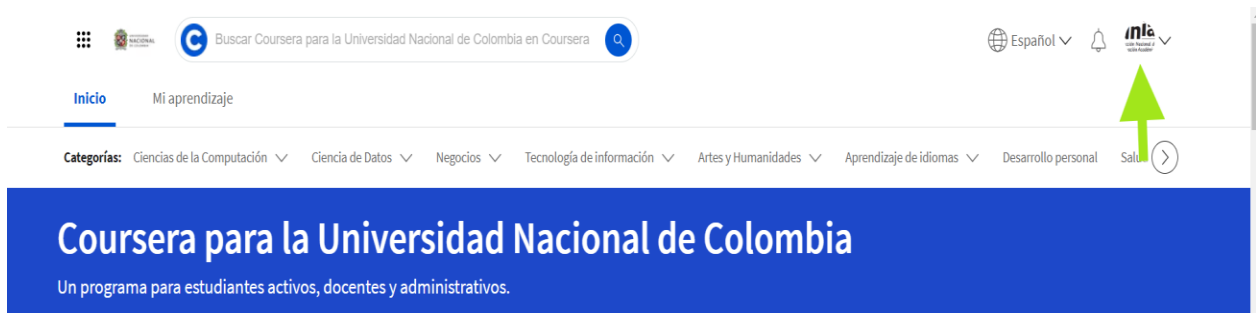 NACIONAL
Buscar Coursera para la Universidad Nacional de Colombia en Coursera
Español
Inicio
Mi aprendizaje
Categorías: Ciencias de la Computación Ciencia de Datos Negocios Tecnología de información Artes y Humanidades Aprendizaje de idiomas Desarrollo personal
Coursera para la Universidad Nacional de Colombia
Un programa para estudiantes activos, docentes y administrativos.